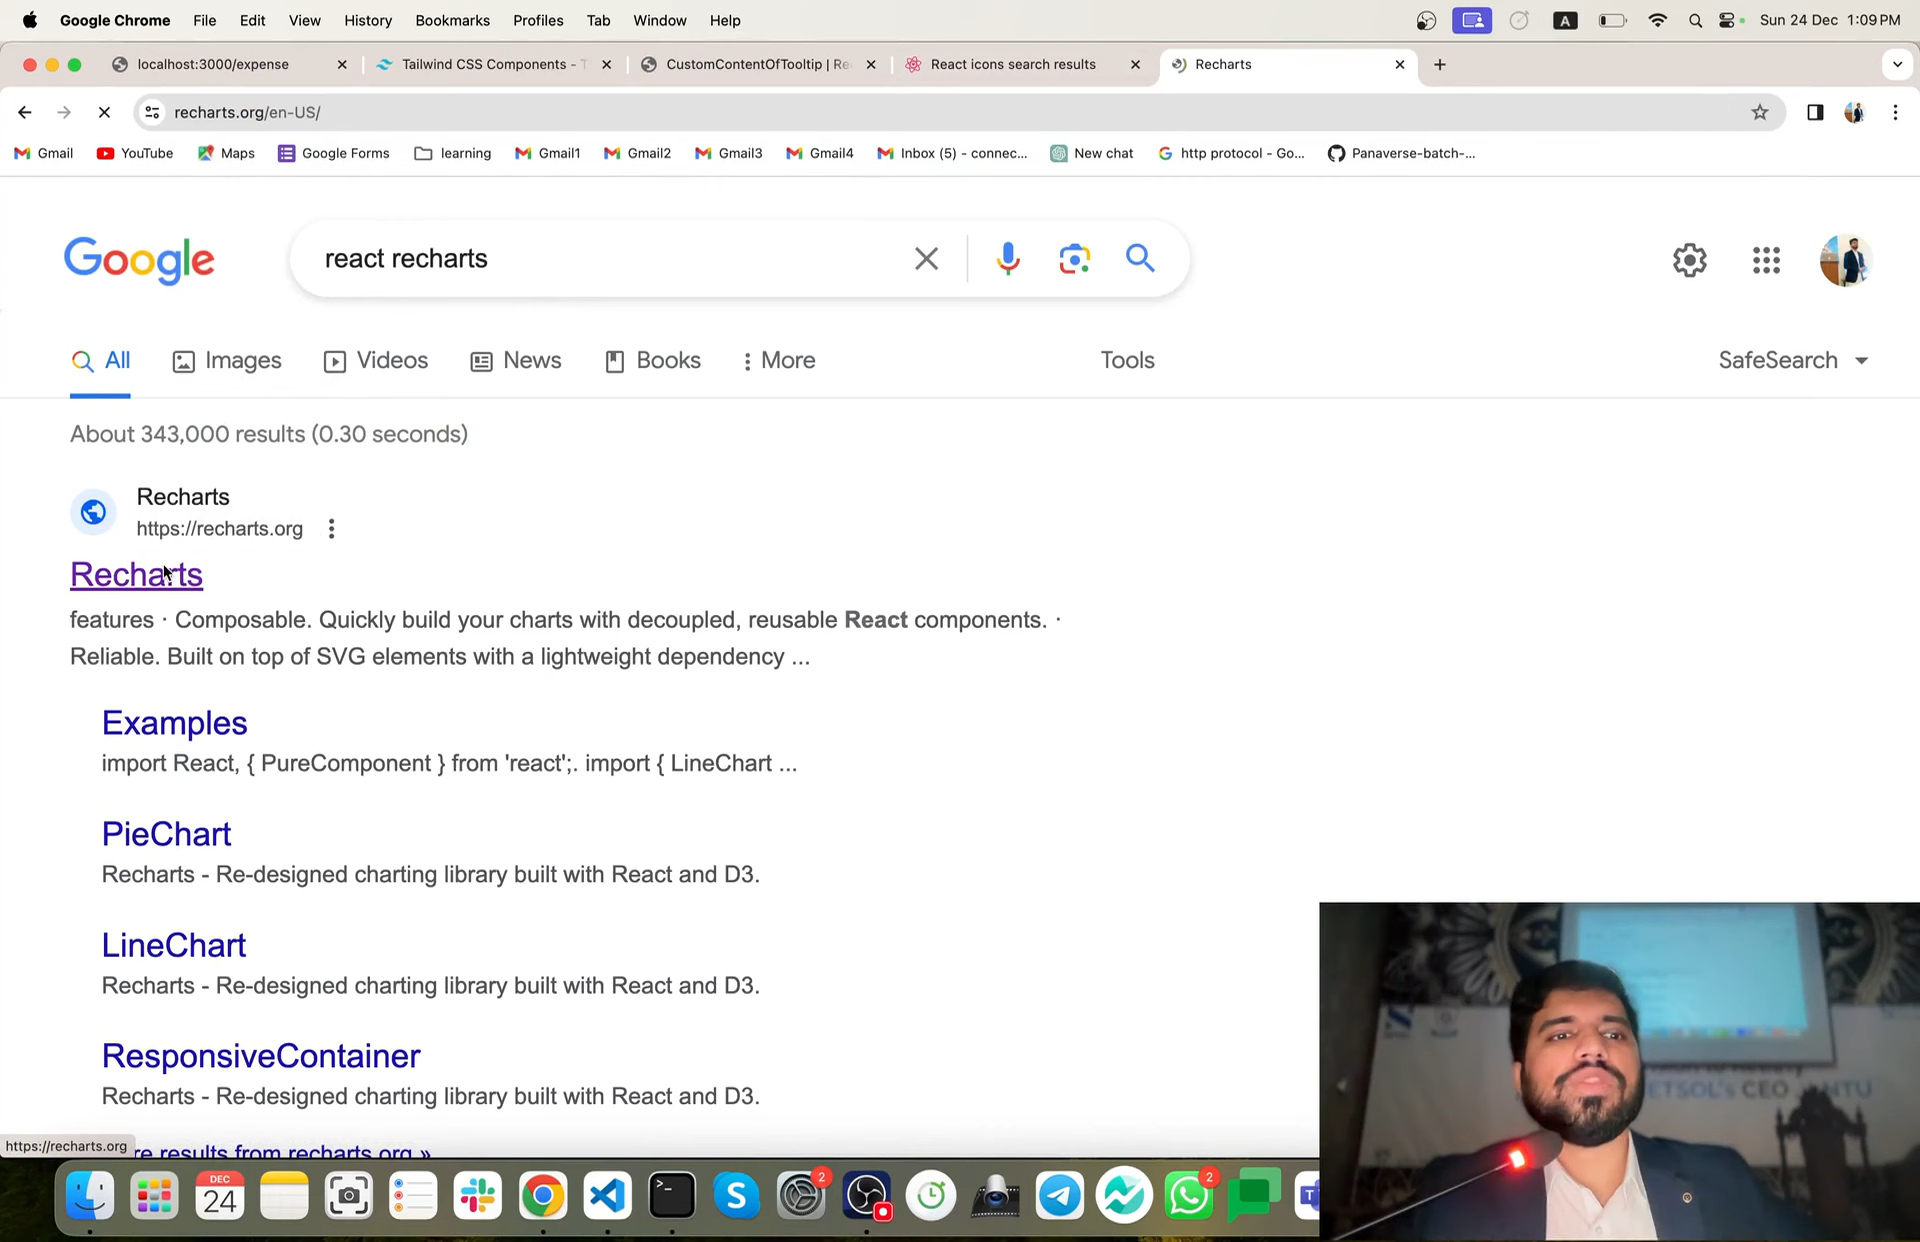 Google Chrome File Edit View History Bookmarks Profiles Tab Window Help
A
Sun 24 Dec 1:09 PM
localhost:3000/expense
Tailwind CSS Components - T
CustomContentOfTooltip | Re
React icons search results
Recharts
recharts.org/en-US/
Gmail YouTube Maps Google Forms learning Gmail1 Gmail2 Gmail3 Gmail4 Inbox (5) - connec... New chat http protocol - Go... Panaverse-batch-...
Google
react recharts
All Images Videos News Books More Tools SafeSearch
About 343,000 results (0.30 seconds)
Recharts
https://recharts.org
Recharts
features · Composable. Quickly build your charts with decoupled, reusable React components. ·
Reliable. Built on top of SVG elements with a lightweight dependency ...
Examples
import React, { PureComponent } from 'react';. import { LineChart ...
PieChart
Recharts - Re-designed charting library built with React and D3.
LineChart
Recharts - Re-designed charting library built with React and D3.
ResponsiveContainer
Recharts - Re-designed charting library built with React and D3.
https://recharts.org
re results from recharts.org »
ETSOL's CEO NTU
DEC
24
2
2
S
T